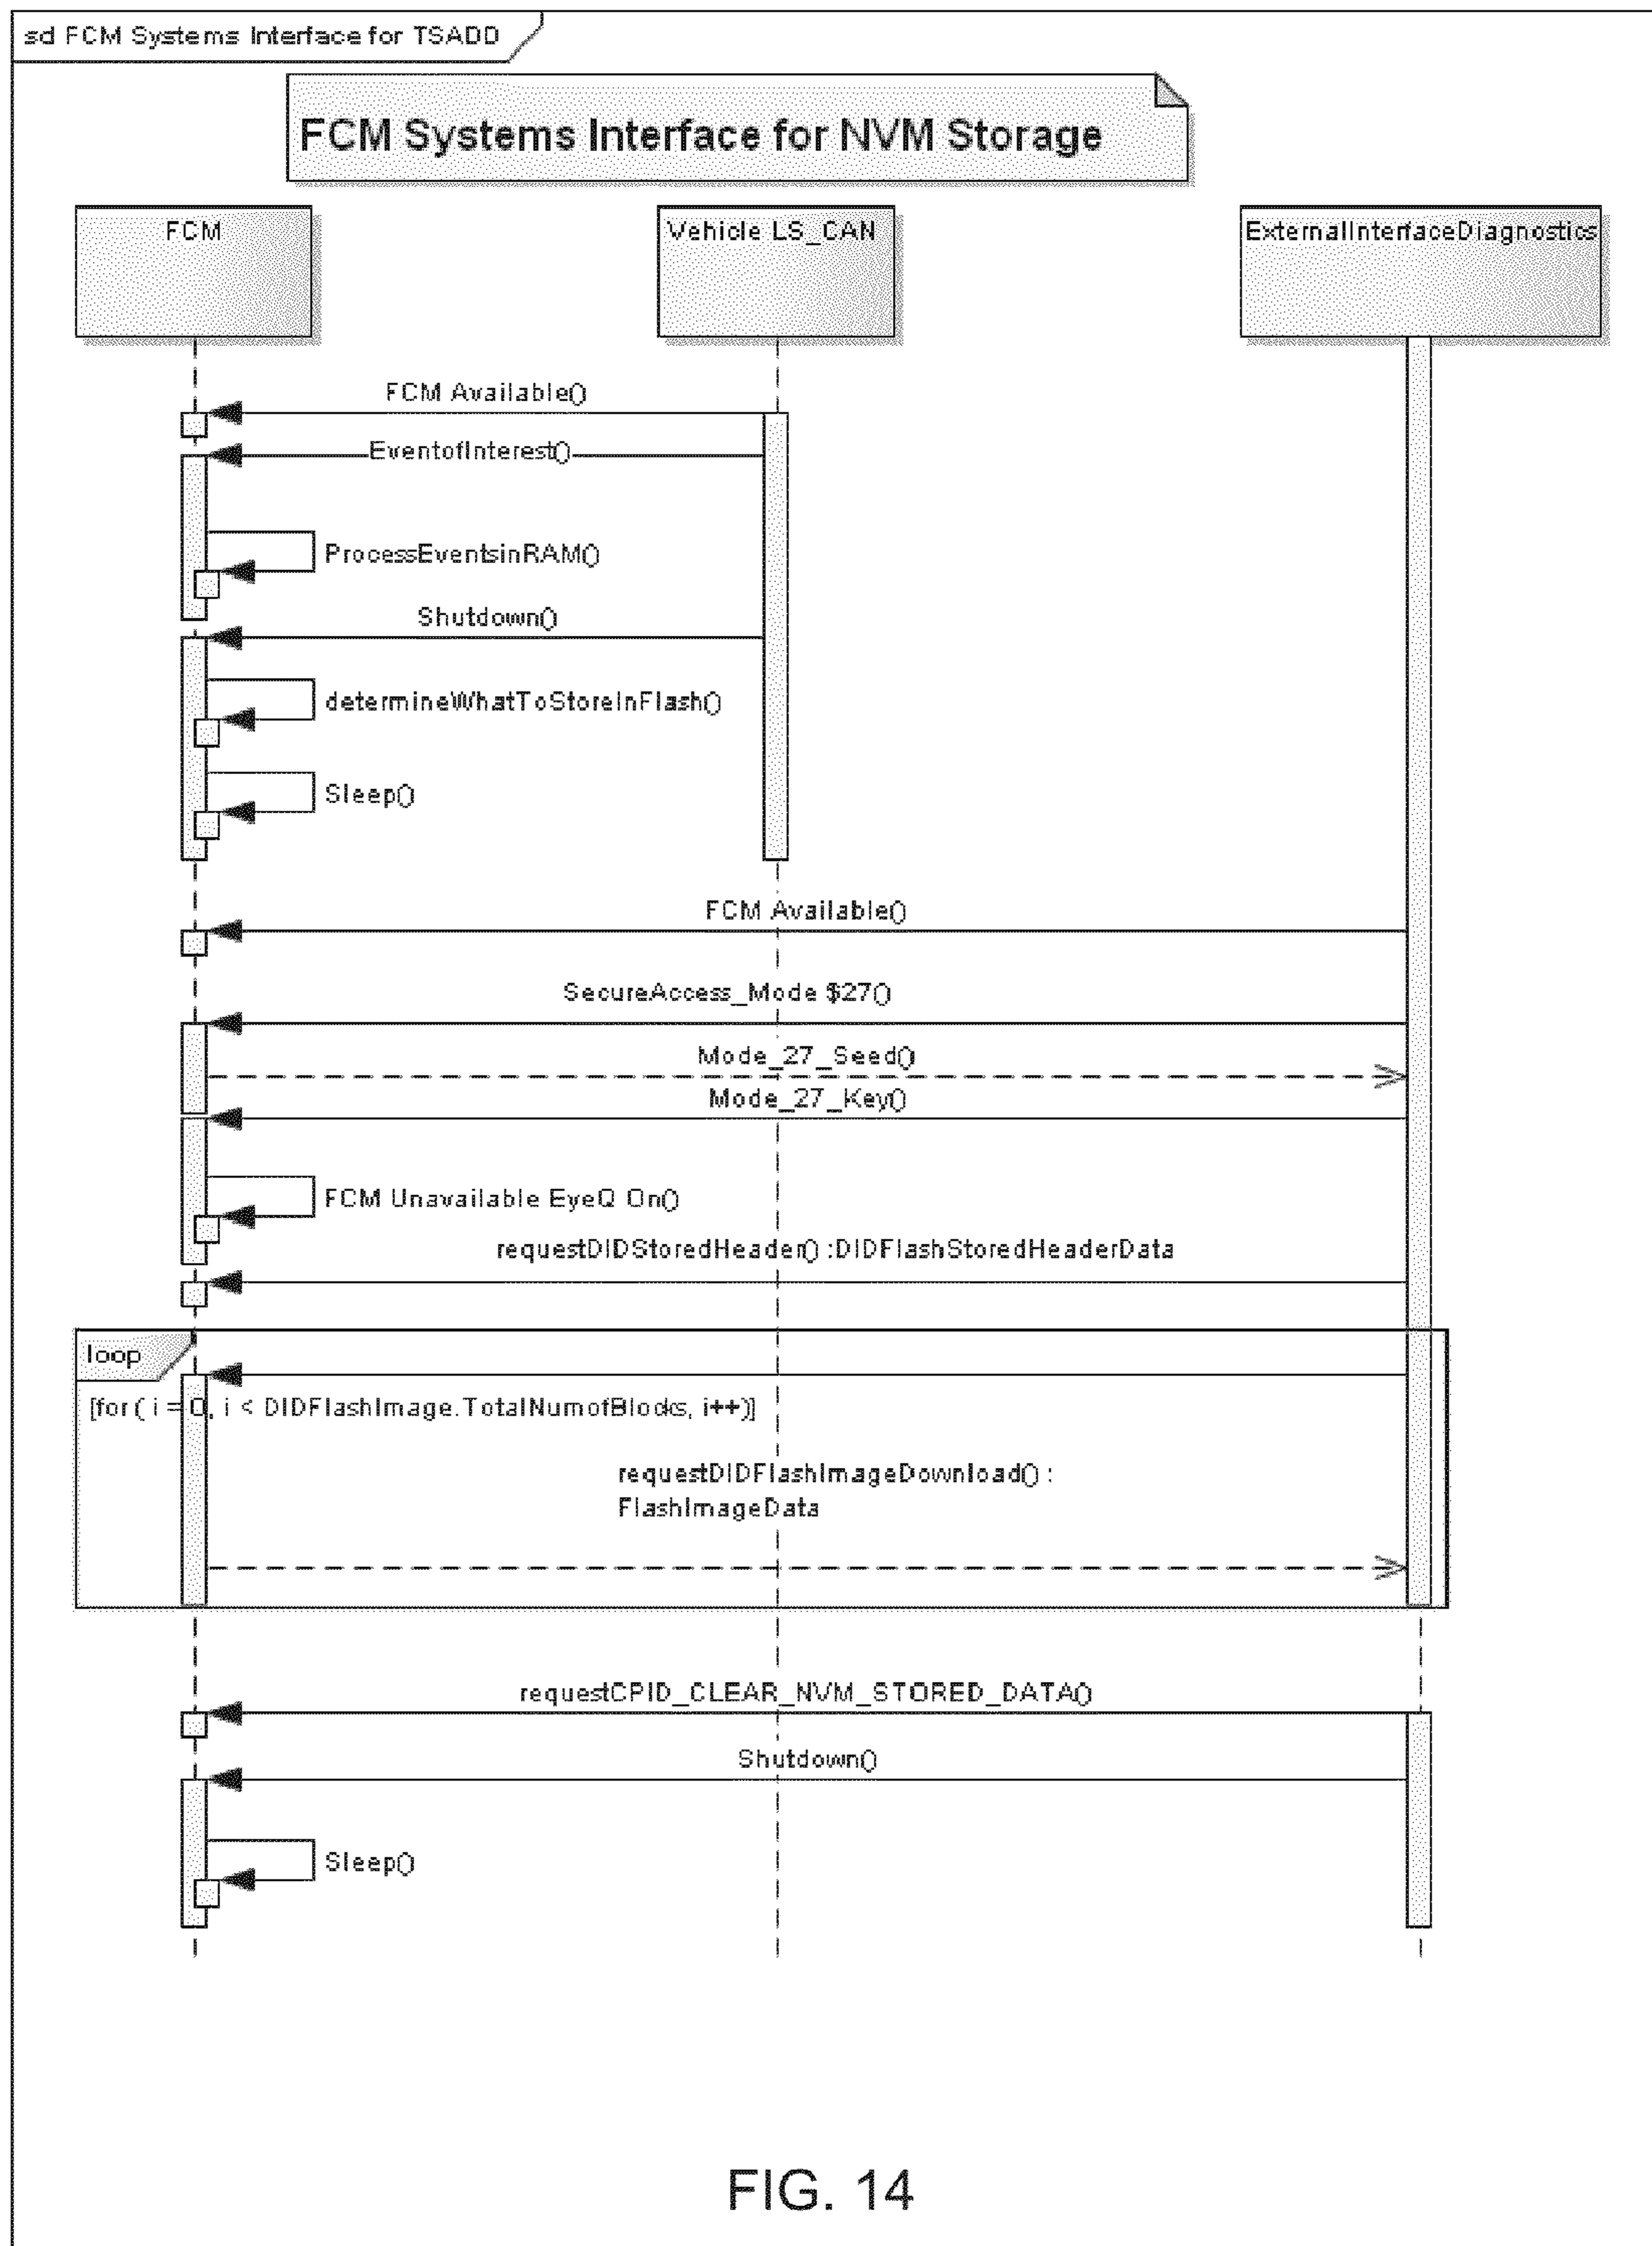 sd FCM Systems Interface for TSADD
FCM Systems Interface for NVM Storage
FCM
Vehicle LS_CAN
ExternalInterfaceDiagnostics
FCM Available()
EventofInterest()
ProcessEventsinRAM()
Shutdown()
determineWhatToStoreInFlash()
Sleep()
FCM Available()
SecureAccess_Mode $27()
Mode_27_Seed()
Mode_27_Key()
FCM Unavailable EyeQ On()
requestDIDStoredHeader() :DIDFlashStoredHeaderData
loop
[for ( i = 0, i < DIDFlashImage.TotalNumofBlocks, i++)]
requestDIDFlashImageDownload() :
FlashImageData
requestCPID_CLEAR_NVM_STORED_DATA()
Shutdown()
Sleep()
FIG. 14